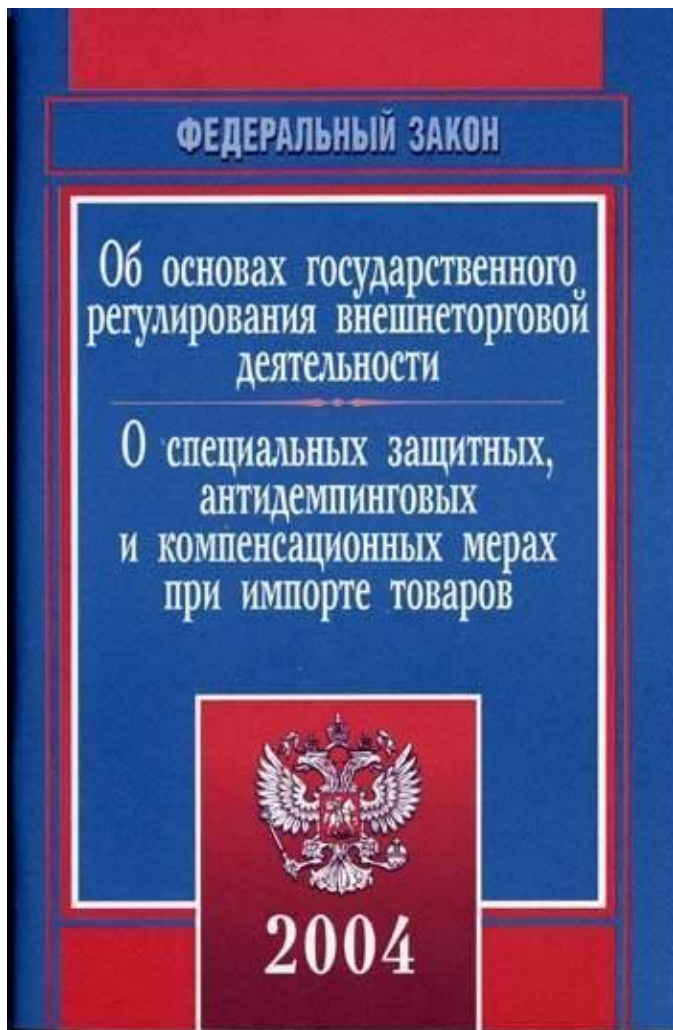 ФЕДЕРАЛЬНЫЙ ЗАКОН
Об основах государственного
регулирования внешнеторговой
деятельности
О специальных защитных,
антидемпинговых
и компенсационных мерах
при импорте товаров
2004